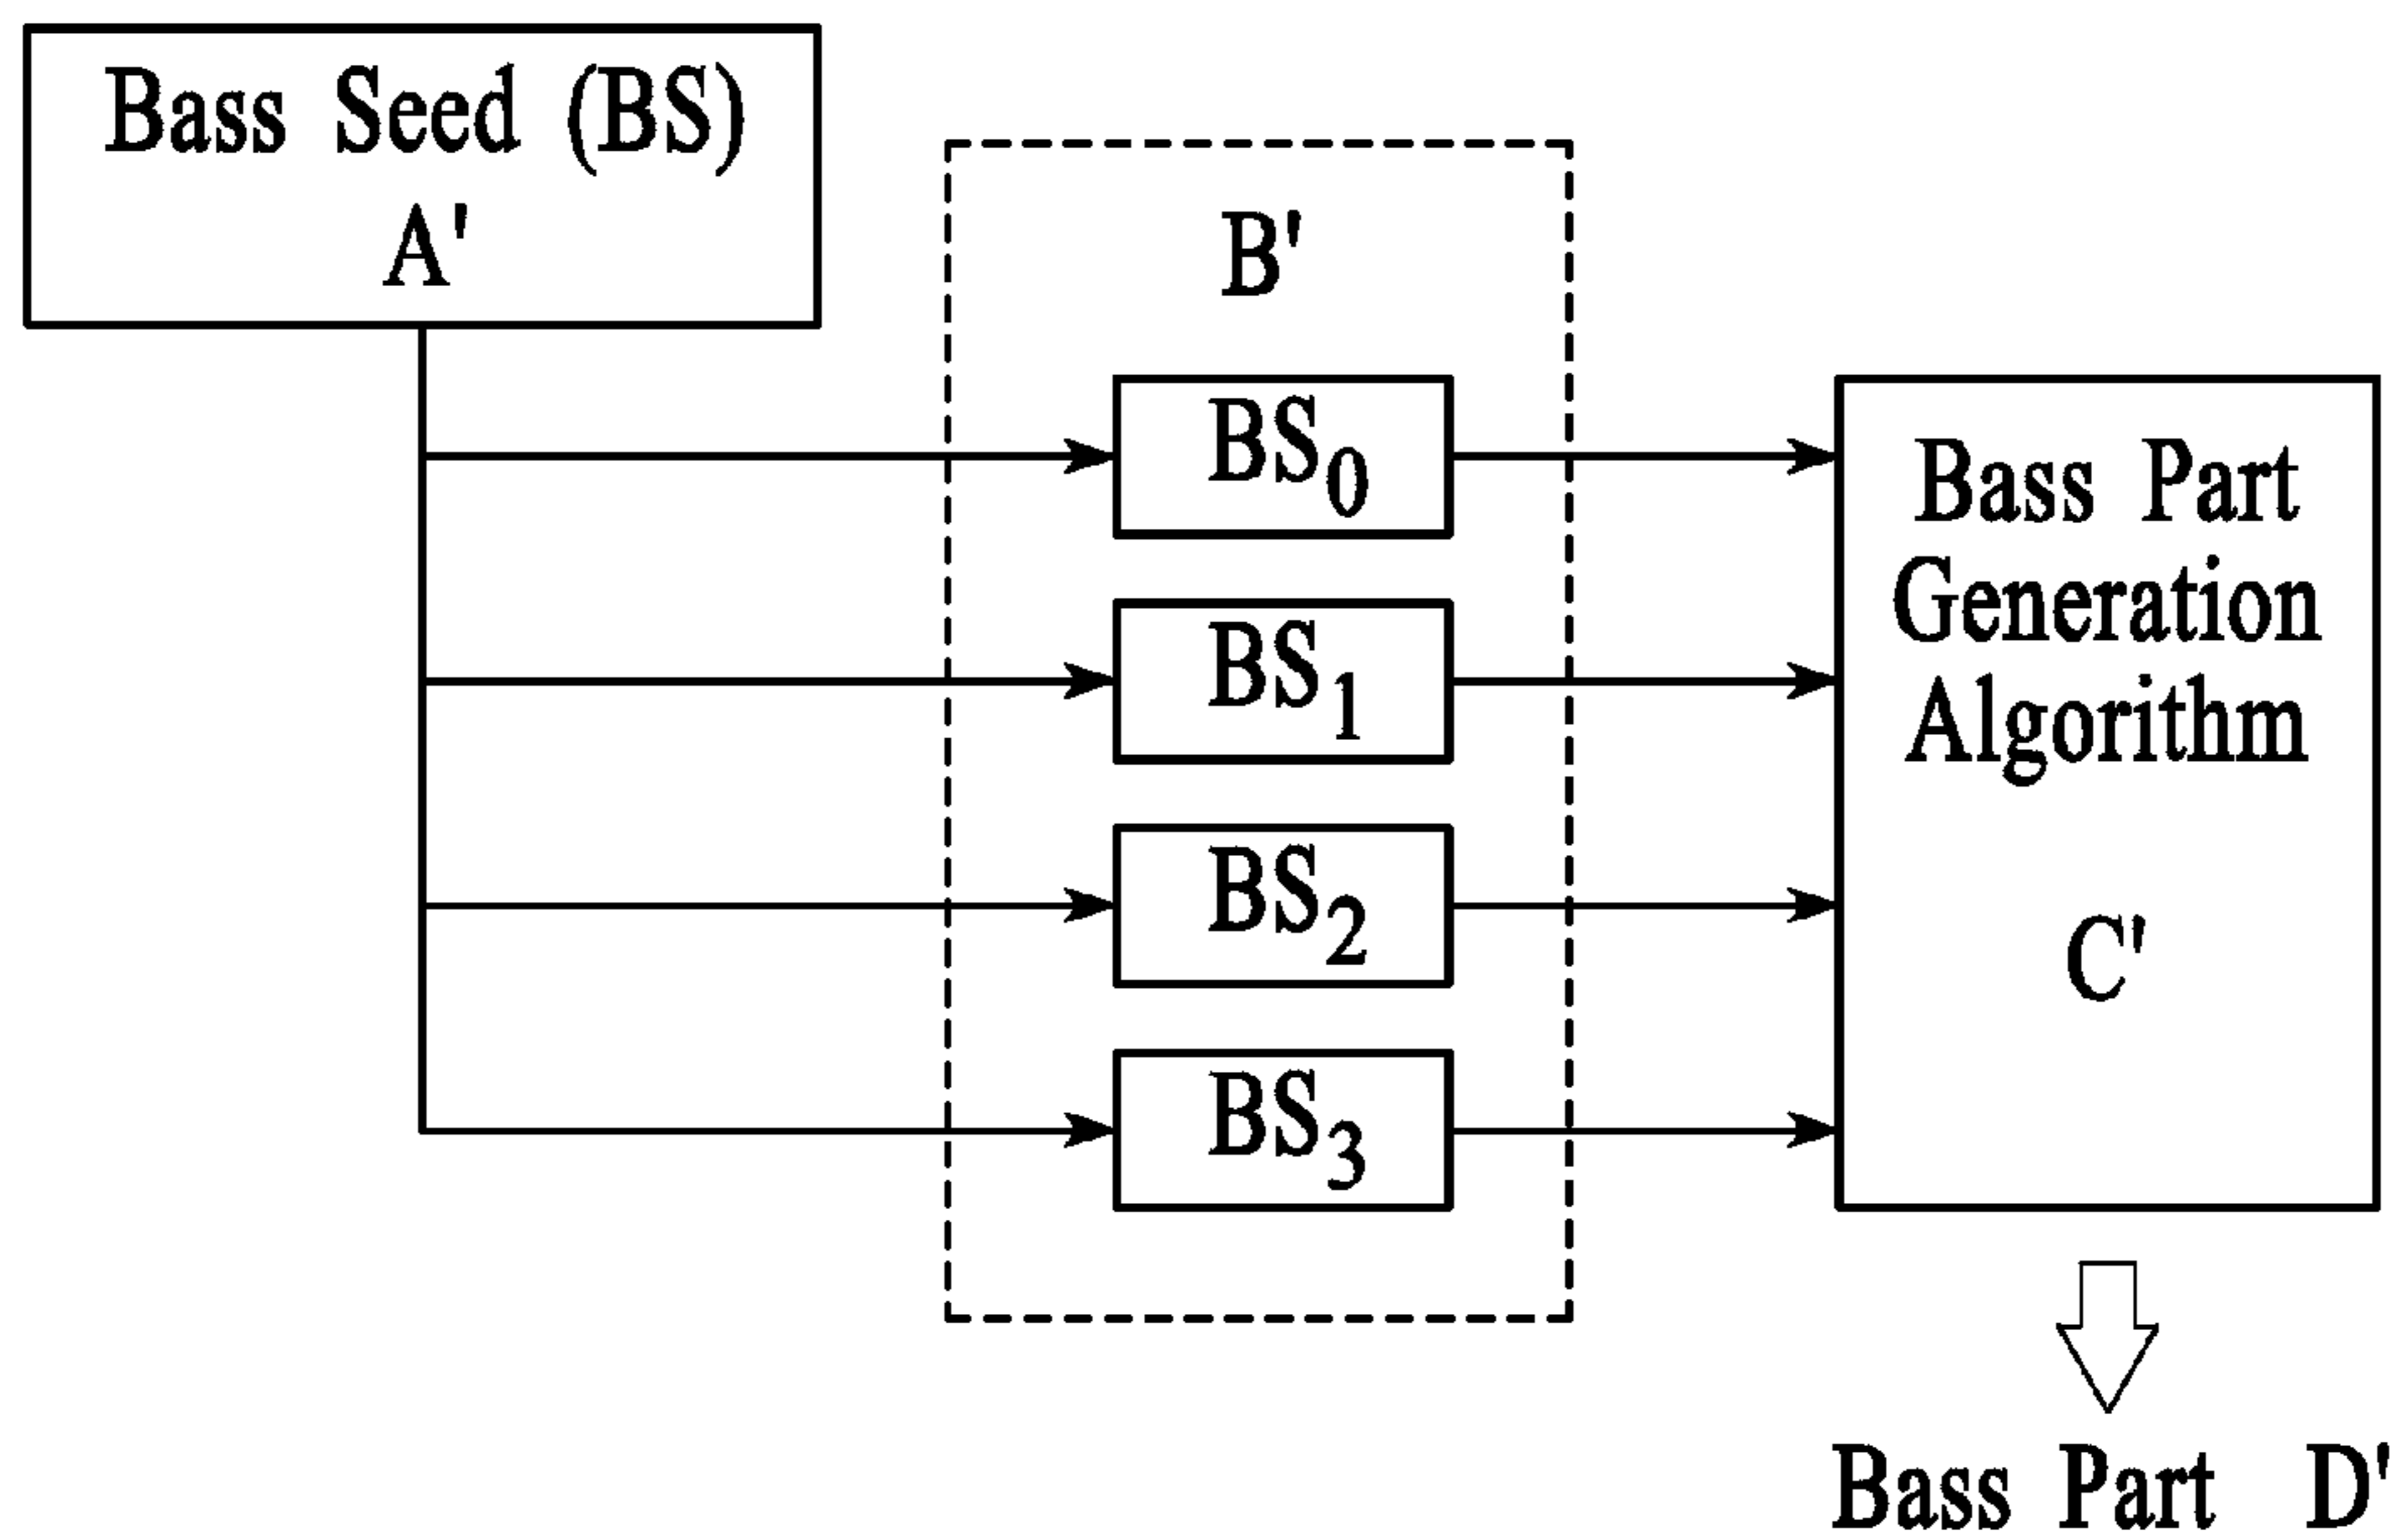 Bass Seed (BS)
A'
B'
BS0
BS1
BS2
BS3
Bass Part
Generation
Algorithm
C'
Bass Part D'